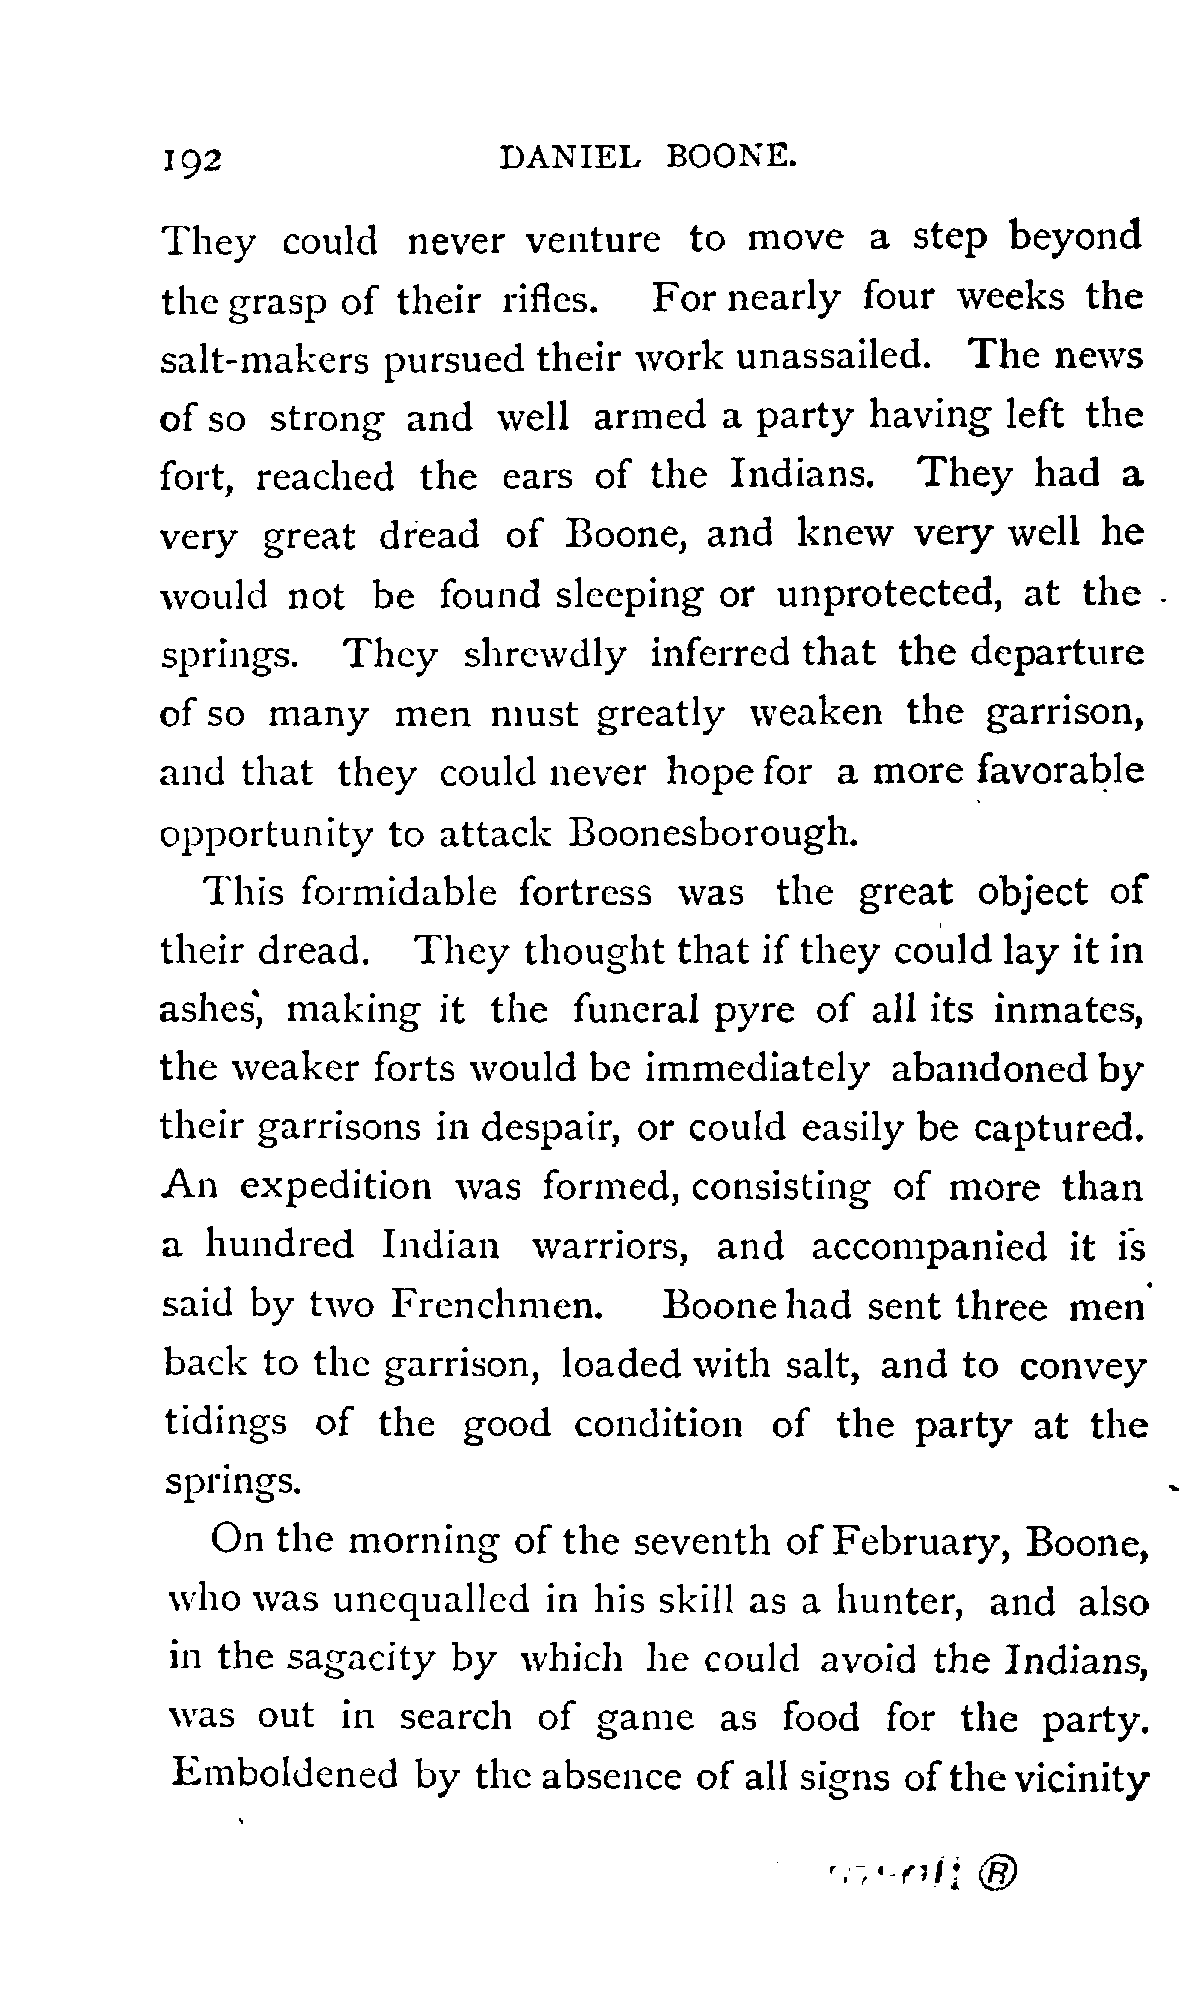 192 DANIEL BOONE.
They could never venture to move a step beyond
the grasp of their rifles. For nearly four weeks the
salt-makers pursued their work unassailed. The news
of so strong and well armed a party having left the
fort, reached the ears of the Indians. They had a
very great dread of Boone, and knew very well he
would not be found sleeping or unprotected, at the
springs. They shrewdly inferred that the departure
of so many men must greatly weaken the garrison,
and that they could never hope for a more favorable
opportunity to attack Boonesborough.
This formidable fortress was the great object of
their dread. They thought that if they could lay it in
ashes, making it the funeral pyre of all its inmates,
the weaker forts would be immediately abandoned by
their garrisons in despair, or could easily be captured.
An expedition was formed, consisting of more than
a hundred Indian warriors, and accompanied it is
said by two Frenchmen. Boone had sent three men
back to the garrison, loaded with salt, and to convey
tidings of the good condition of the party at the
springs.
On the morning of the seventh of February, Boone,
who was unequalled in his skill as a hunter, and also
in the sagacity by which he could avoid the Indians,
was out in search of game as food for the party.
Emboldened by the absence of all signs of the vicinity
®